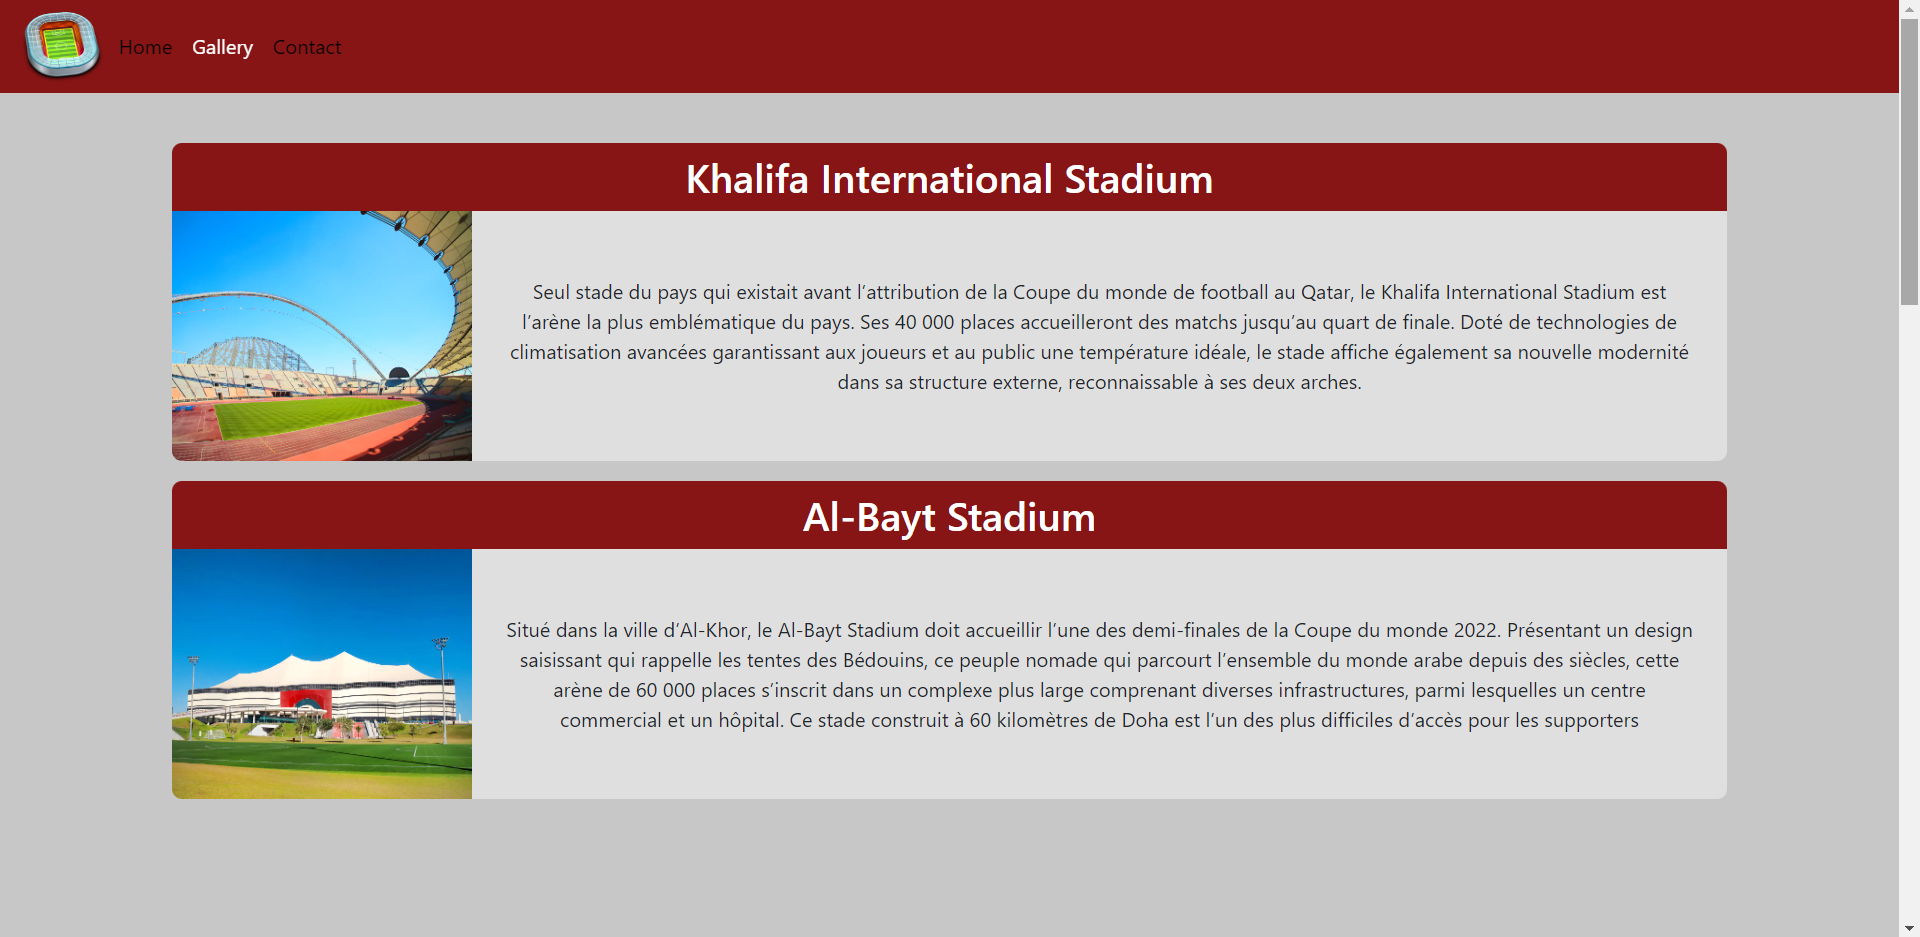 Home Gallery Contact
Khalifa International Stadium
Seul stade du pays qui existait avant l’attribution de la Coupe du monde de football au Qatar, le Khalifa International Stadium est
l’arène la plus emblématique du pays. Ses 40 000 places accueilleront des matchs jusqu’au quart de finale. Doté de technologies de
climatisation avancées garantissant aux joueurs et au public une température idéale, le stade affiche également sa nouvelle modernité
dans sa structure externe, reconnaissable à ses deux arches.
Al-Bayt Stadium
Situé dans la ville d’Al-Khor, le Al-Bayt Stadium doit accueillir l’une des demi-finales de la Coupe du monde 2022. Présentant un design
saisissant qui rappelle les tentes des Bédouins, ce peuple nomade qui parcourt l’ensemble du monde arabe depuis des siècles, cette
arène de 60 000 places s’inscrit dans un complexe plus large comprenant diverses infrastructures, parmi lesquelles un centre
commercial et un hôpital. Ce stade construit à 60 kilomètres de Doha est l’un des plus difficiles d’accès pour les supporters